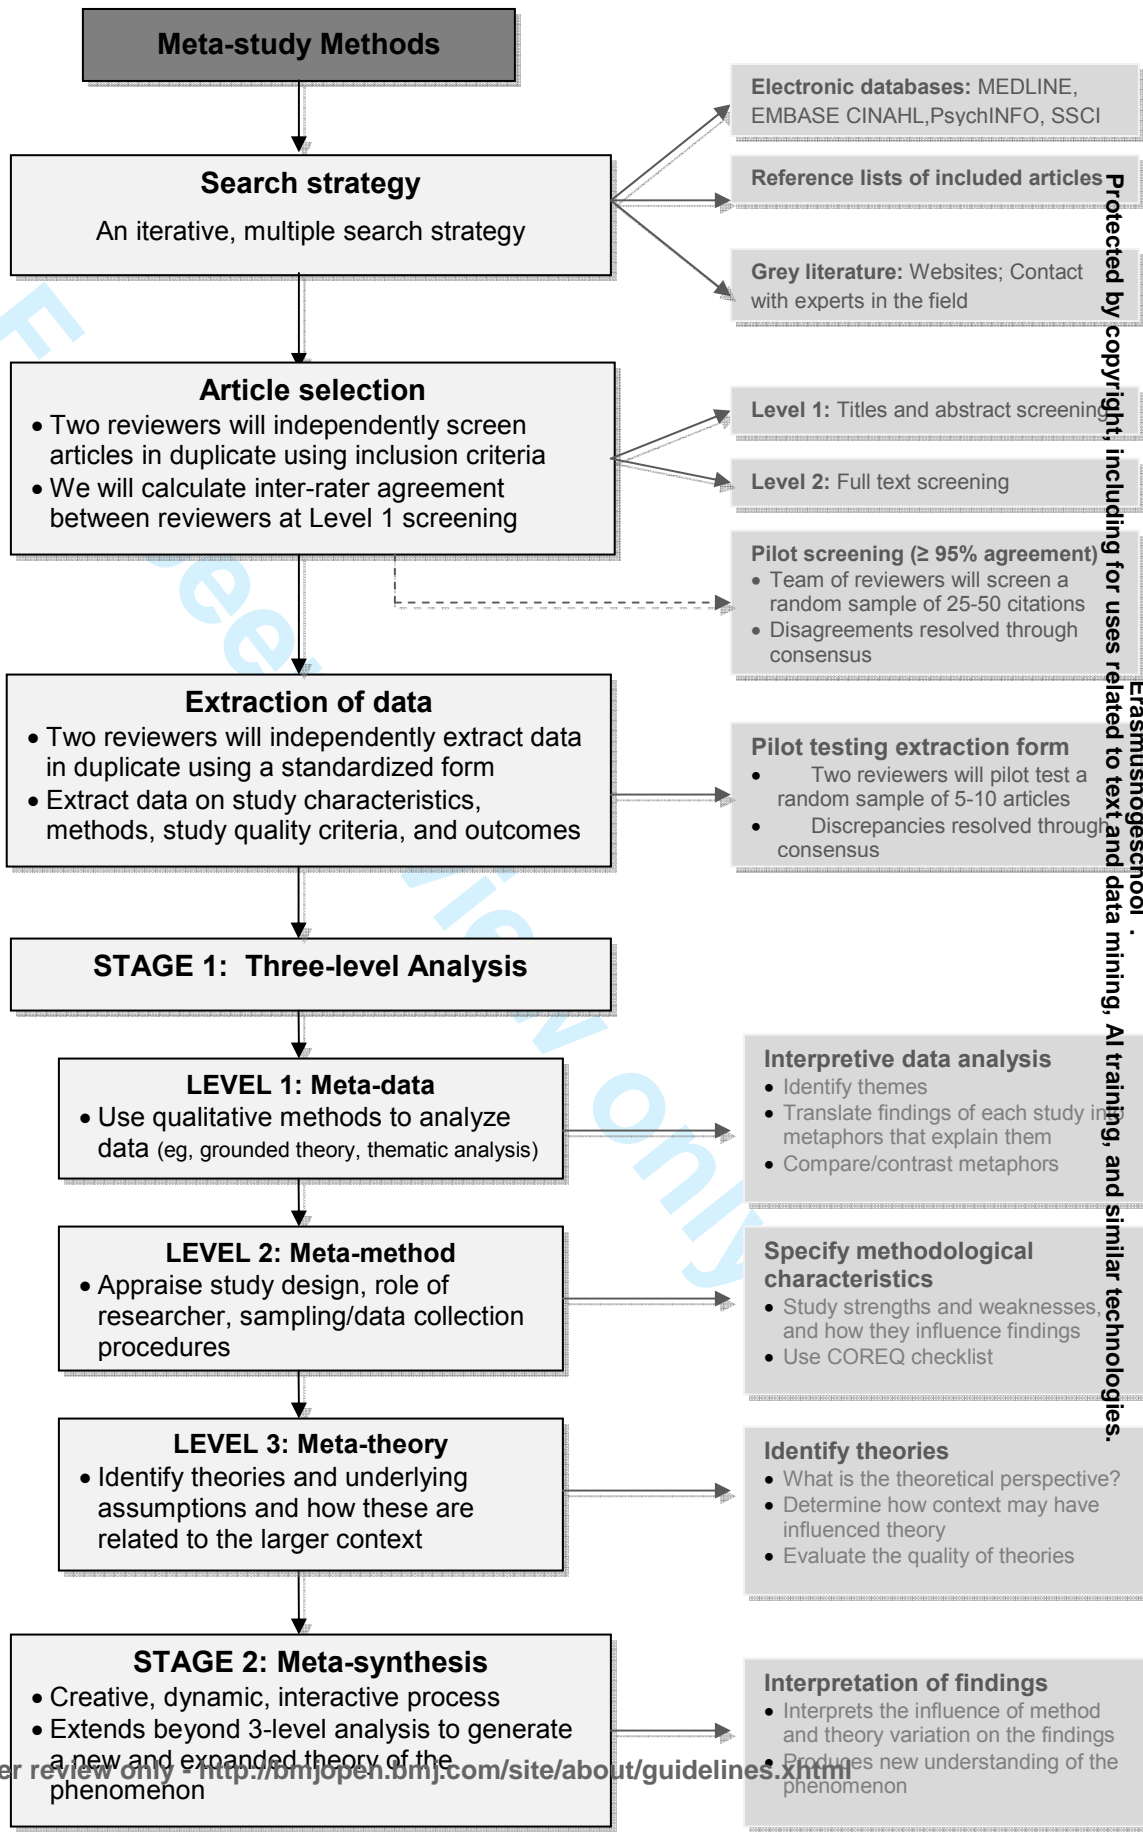 Meta-study Methods
Search strategy
An iterative, multiple search strategy
Electronic databases: MEDLINE,
EMBASE CINAHL,PsychINFO, SSCI
Reference lists of included articles
Grey literature: Websites; Contact
with experts in the field
Article selection
• Two reviewers will independently screen
articles in duplicate using inclusion criteria
• We will calculate inter-rater agreement
between reviewers at Level 1 screening
Level 1: Titles and abstract screening
Level 2: Full text screening
Pilot screening (≥ 95% agreement)
• Team of reviewers will screen a
random sample of 25-50 citations
• Disagreements resolved through
consensus
Extraction of data
• Two reviewers will independently extract data
in duplicate using a standardized form
• Extract data on study characteristics,
methods, study quality criteria, and outcomes
Pilot testing extraction form
• Two reviewers will pilot test a
random sample of 5-10 articles
• Discrepancies resolved through
consensus
STAGE 1: Three-level Analysis
LEVEL 1: Meta-data
• Use qualitative methods to analyze
data (eg, grounded theory, thematic analysis)
Interpretive data analysis
• Identify themes
• Translate findings of each study into
metaphors that explain them
• Compare/contrast metaphors
LEVEL 2: Meta-method
• Appraise study design, role of
researcher, sampling/data collection
procedures
Specify methodological
characteristics
• Study strengths and weaknesses,
and how they influence findings
• Use COREQ checklist
LEVEL 3: Meta-theory
• Identify theories and underlying
assumptions and how these are
related to the larger context
Identify theories
• What is the theoretical perspective?
• Determine how context may have
influenced theory
• Evaluate the quality of theories
STAGE 2: Meta-synthesis
• Creative, dynamic, interactive process
• Extends beyond 3-level analysis to generate
a new and expanded theory of the
phenomenon
Interpretation of findings
• Interprets the influence of method
and theory variation on the findings
• Produces new understanding of the
phenomenon
er review only - http://bmjopen.bmj.com/site/about/guidelines.xhtml
Erasmushogeschool .
Protected by copyright, including for uses related to text and data mining, AI training, and similar technologies.